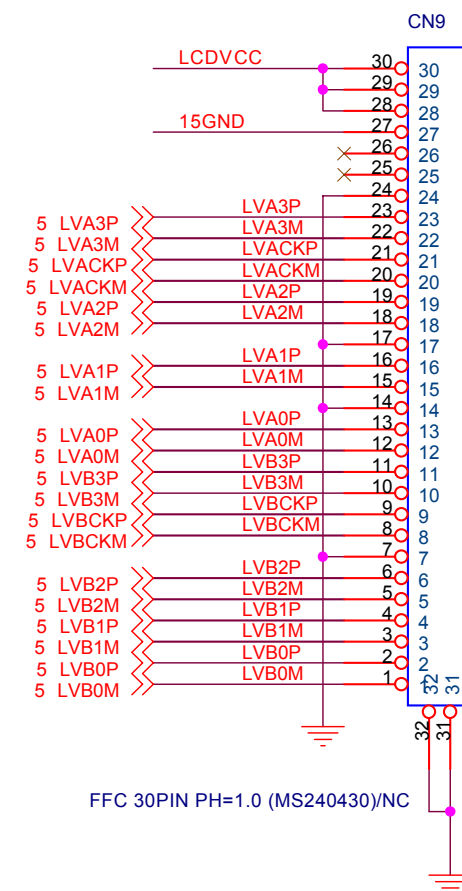 CN9
LCDVCC 30 30
29 29
28 28
15GND 27 27
26 26
25 25
24 24
5 LVA3P LVA3P 23 23
5 LVA3M LVA3M 22 22
5 LVACKP LVACKP 21 21
5 LVACKM LVACKM 20 20
5 LVA2P LVA2P 19 19
5 LVA2M LVA2M 18 18
17 17
5 LVA1P LVA1P 16 16
5 LVA1M LVA1M 15 15
14 14
5 LVA0P LVA0P 13 13
5 LVA0M LVA0M 12 12
5 LVB3P LVB3P 11 11
5 LVB3M LVB3M 10 10
5 LVBCKP LVBCKP 9 9
5 LVBCKM LVBCKM 8 8
7 7
5 LVB2P LVB2P 6 6
5 LVB2M LVB2M 5 5
5 LVB1P LVB1P 4 4
5 LVB1M LVB1M 3 3
5 LVB0P LVB0P 2 2
5 LVB0M LVB0M 1 1
32 31
32 31
FFC 30PIN PH=1.0 (MS240430)/NC